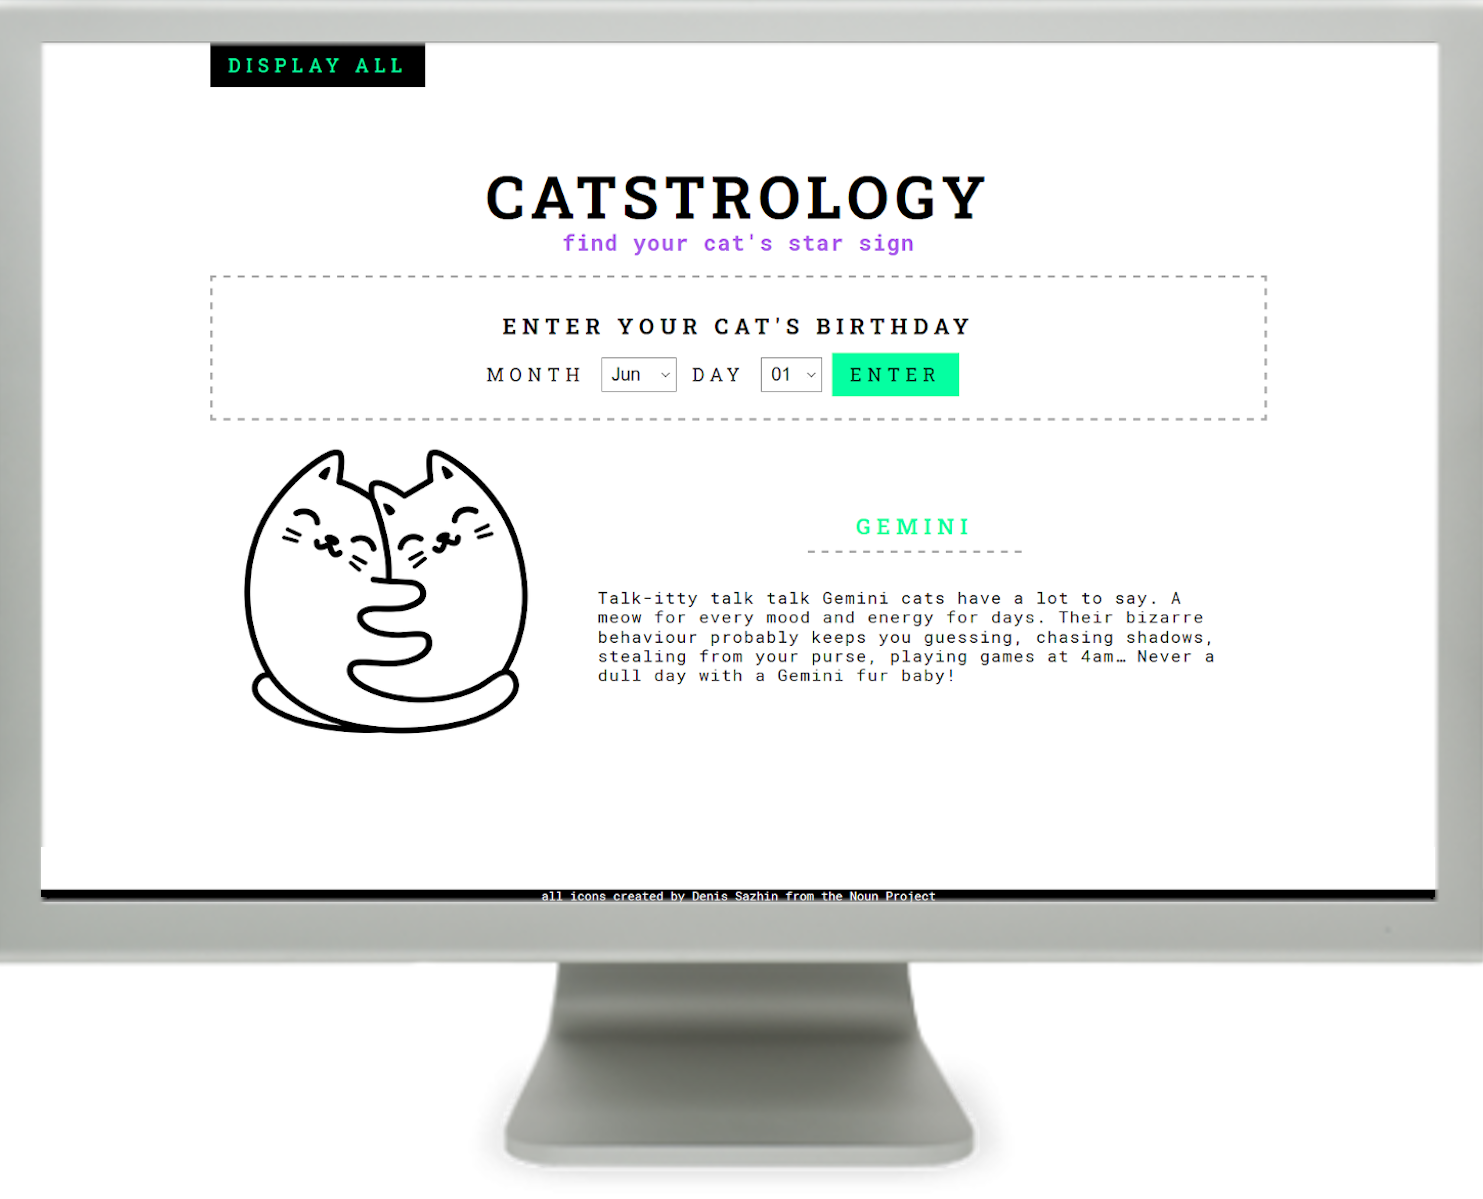 DISPLAY ALL
CATSTROLOGY
find your cat's star sign
ENTER YOUR CAT'S BIRTHDAY
MONTH Jun DAY 01 ENTER
GEMINI
Talk-itty talk talk Gemini cats have a lot to say. A
meow for every mood and energy for days. Their bizarre
behaviour probably keeps you guessing, chasing shadows,
stealing from your purse, playing games at 4am… Never a
dull day with a Gemini fur baby!
all icons created by Denis Sazhin from the Noun Project